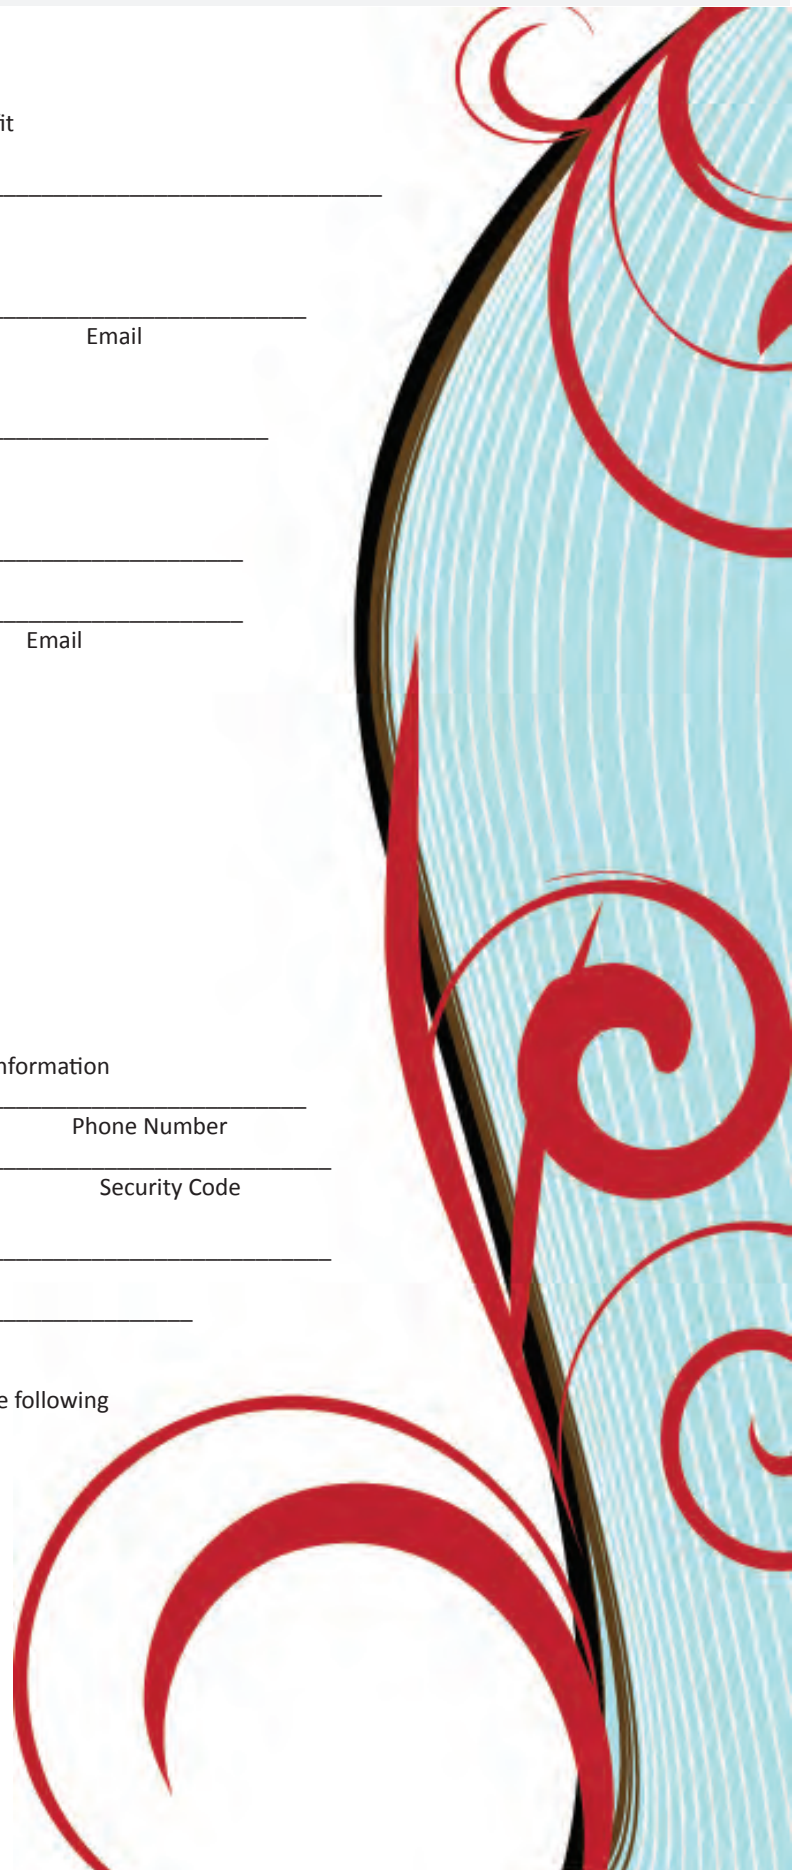 it
Email
Email
nformation
Phone Number
Security Code
e following